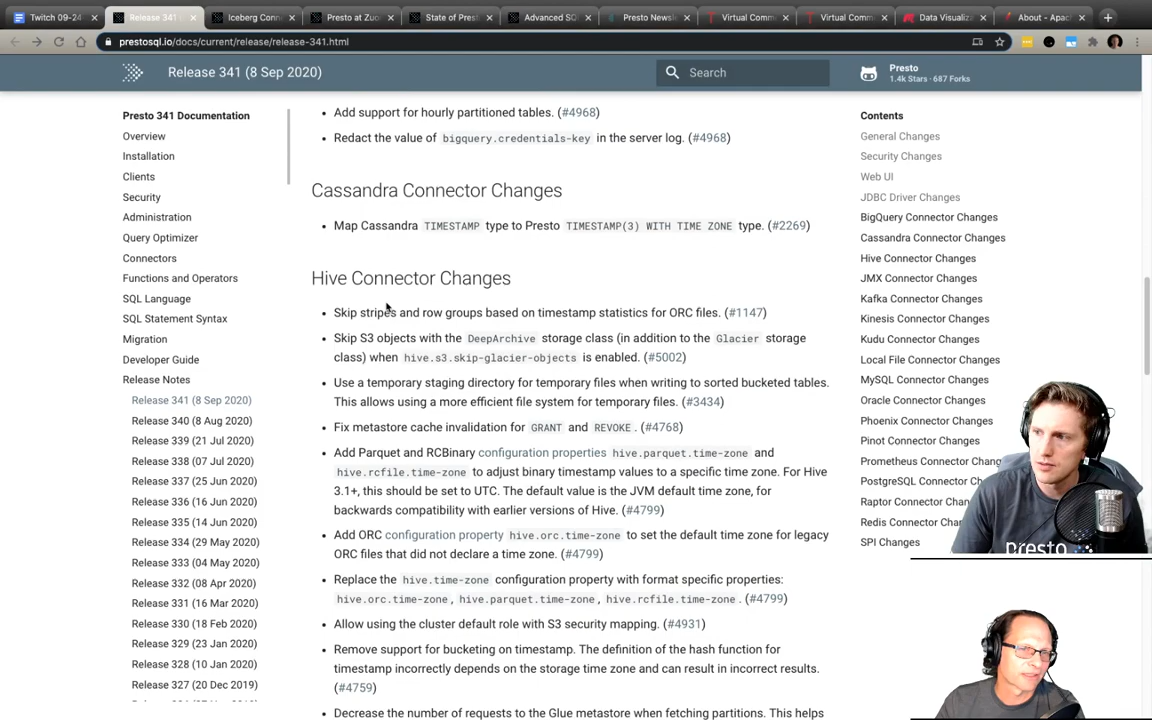 Twitch 09-24
Release 341
Iceberg Conn
Presto at Zuo
State of Prest
Advanced SQ
Presto Newsl
Virtual Comm
Virtual Comm
Data Visualiz
About - Apac
prestosql.io/docs/current/release/release-341.html
Release 341 (8 Sep 2020)
Search
Presto
1.4k Stars · 687 Forks
Presto 341 Documentation
Overview
Installation
Clients
Security
Administration
Query Optimizer
Connectors
Functions and Operators
SQL Language
SQL Statement Syntax
Migration
Developer Guide
Release Notes
Release 341 (8 Sep 2020)
Release 340 (8 Aug 2020)
Release 339 (21 Jul 2020)
Release 338 (07 Jul 2020)
Release 337 (25 Jun 2020)
Release 336 (16 Jun 2020)
Release 335 (14 Jun 2020)
Release 334 (29 May 2020)
Release 333 (04 May 2020)
Release 332 (08 Apr 2020)
Release 331 (16 Mar 2020)
Release 330 (18 Feb 2020)
Release 329 (23 Jan 2020)
Release 328 (10 Jan 2020)
Release 327 (20 Dec 2019)
• Add support for hourly partitioned tables. (#4968)
• Redact the value of bigquery.credentials-key in the server log. (#4968)
Cassandra Connector Changes
• Map Cassandra TIMESTAMP type to Presto TIMESTAMP(3) WITH TIME ZONE type. (#2269)
Hive Connector Changes
• Skip stripes and row groups based on timestamp statistics for ORC files. (#1147)
• Skip S3 objects with the DeepArchive storage class (in addition to the Glacier storage
class) when hive.s3.skip-glacier-objects is enabled. (#5002)
• Use a temporary staging directory for temporary files when writing to sorted bucketed tables.
This allows using a more efficient file system for temporary files. (#3434)
• Fix metastore cache invalidation for GRANT and REVOKE. (#4768)
• Add Parquet and RCBinary configuration properties hive.parquet.time-zone and
hive.rcfile.time-zone to adjust binary timestamp values to a specific time zone. For Hive
3.1+, this should be set to UTC. The default value is the JVM default time zone, for
backwards compatibility with earlier versions of Hive. (#4799)
• Add ORC configuration property hive.orc.time-zone to set the default time zone for legacy
ORC files that did not declare a time zone. (#4799)
• Replace the hive.time-zone configuration property with format specific properties:
hive.orc.time-zone, hive.parquet.time-zone, hive.rcfile.time-zone. (#4799)
• Allow using the cluster default role with S3 security mapping. (#4931)
• Remove support for bucketing on timestamp. The definition of the hash function for
timestamp incorrectly depends on the storage time zone and can result in incorrect results.
(#4759)
• Decrease the number of requests to the Glue metastore when fetching partitions. This helps
Contents
General Changes
Security Changes
Web UI
JDBC Driver Changes
BigQuery Connector Changes
Cassandra Connector Changes
Hive Connector Changes
JMX Connector Changes
Kafka Connector Changes
Kinesis Connector Changes
Kudu Connector Changes
Local File Connector Changes
MySQL Connector Changes
Oracle Connector Changes
Phoenix Connector Changes
Pinot Connector Changes
Prometheus Connector Chang
PostgreSQL Connector Ch
Raptor Connector Chan
Redis Connector Chan
SPI Changes
presto